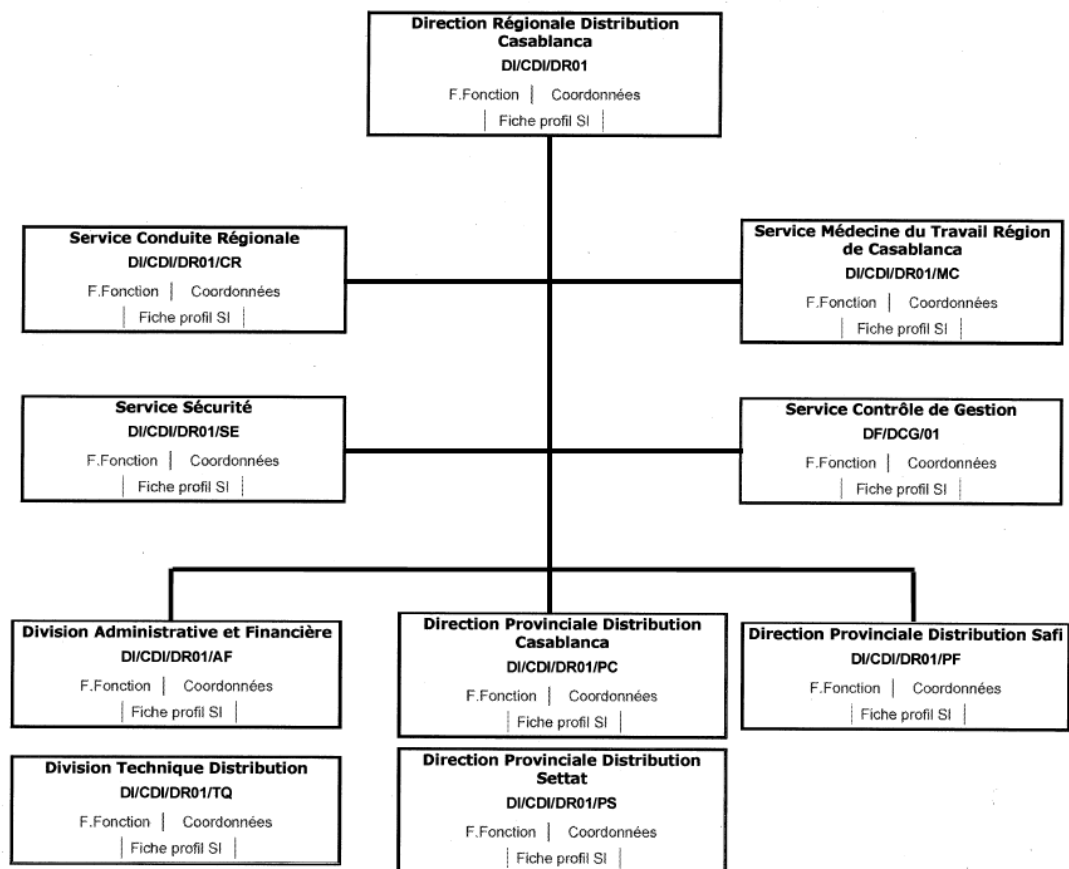 Direction Régionale Distribution
Casablanca
DI/CDI/DR01
F.Fonction Coordonnées
Fiche profil SI
Service Conduite Régionale
DI/CDI/DR01/CR
F.Fonction Coordonnées
Fiche profil SI
Service Médecine du Travail Région
de Casablanca
DI/CDI/DR01/MC
F.Fonction Coordonnées
Fiche profil SI
Service Sécurité
DI/CDI/DR01/SE
F.Fonction Coordonnées
Fiche profil SI
Service Contrôle de Gestion
DF/DCG/01
F.Fonction Coordonnées
Fiche profil SI
Division Administrative et Financière
DI/CDI/DR01/AF
F.Fonction Coordonnées
Fiche profil SI
Direction Provinciale Distribution
Casablanca
DI/CDI/DR01/PC
F.Fonction Coordonnées
Fiche profil SI
Direction Provinciale Distribution Safi
DI/CDI/DR01/PF
F.Fonction Coordonnées
Fiche profil SI
Division Technique Distribution
DI/CDI/DR01/TQ
F.Fonction Coordonnées
Fiche profil SI
Direction Provinciale Distribution
Settat
DI/CDI/DR01/PS
F.Fonction Coordonnées
Fiche profil SI